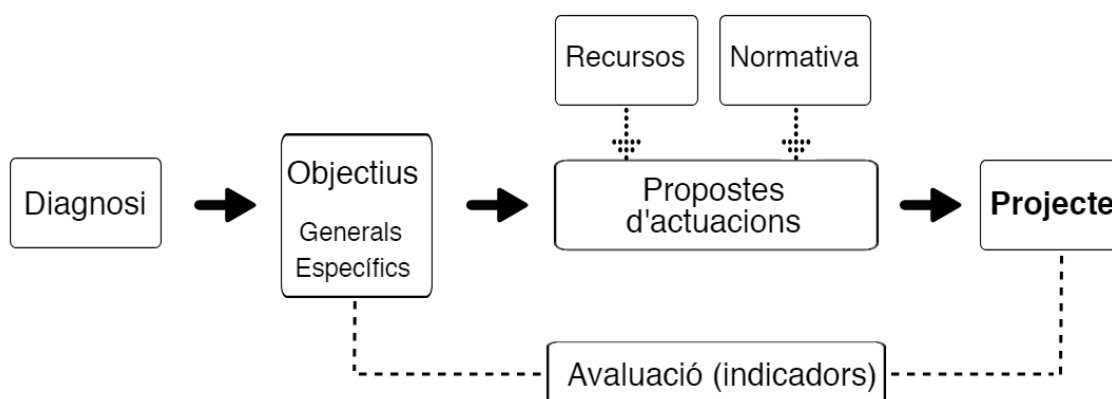 Recursos
Normativa
Diagnosi
Objectius
Generals
Específics
Propostes
d'actuacions
Projecte
Avaluació (indicadors)